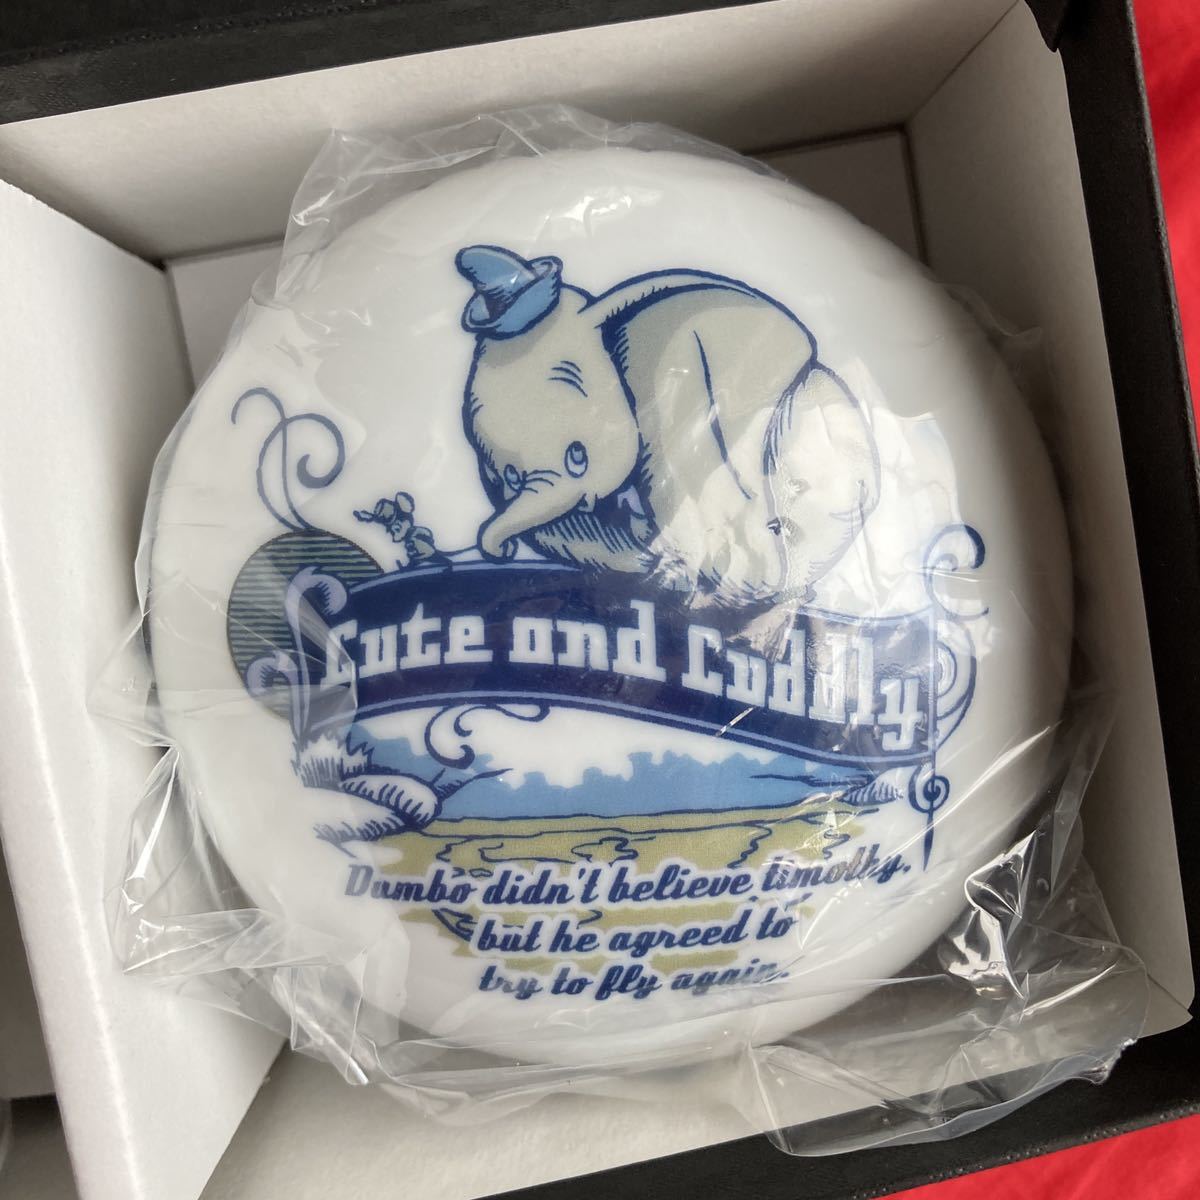 Cute and Cuddly
Dumbo didn't believe timothy.
but he agreed to
try to fly again.